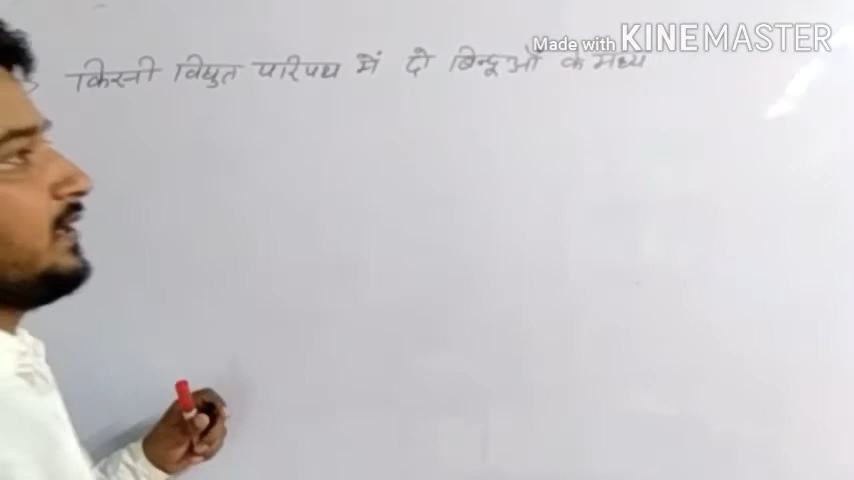 Made with KINEMASTER
किसी विद्युत परिपथ में दो बिन्दूओं के मध्य